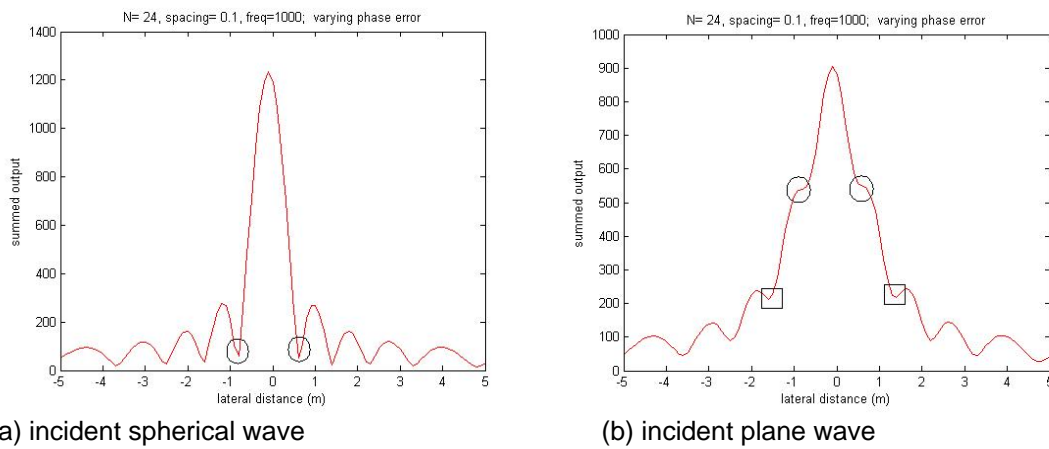 N= 24, spacing= 0.1, freq=1000;  varying phase error
1400
1200
1000
800
600
400
200
0
summed output
-5 -4 -3 -2 -1 0 1 2 3 4 5
lateral distance (m)
a) incident spherical wave
N= 24, spacing= 0.1, freq=1000;  varying phase error
1000
900
800
700
600
500
400
300
200
100
0
summed output
-5 -4 -3 -2 -1 0 1 2 3 4 5
lateral distance (m)
(b) incident plane wave